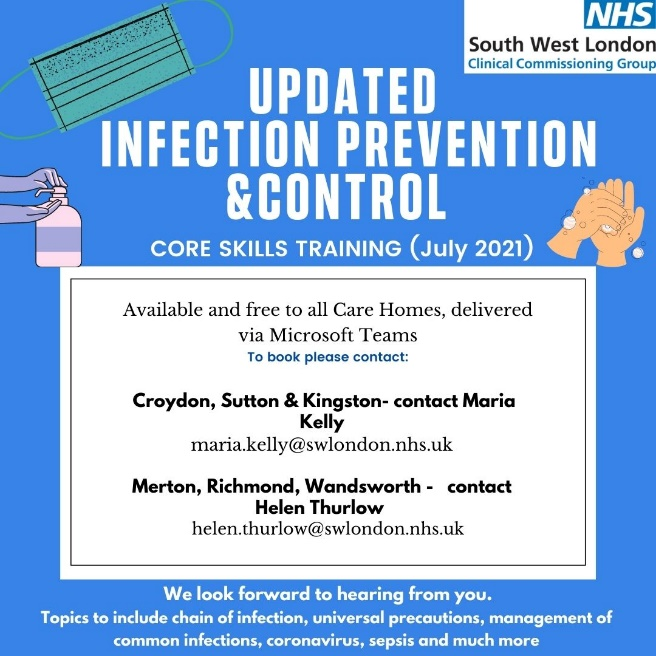 NHS
South West London
Clinical Commissioning Group
UPDATED
INFECTION PREVENTION
&CONTROL
CORE SKILLS TRAINING (July 2021)
Available and free to all Care Homes, delivered
via Microsoft Teams
To book please contact:
Croydon, Sutton & Kingston- contact Maria
Kelly
maria.kelly@swlondon.nhs.uk
Merton, Richmond, Wandsworth - contact
Helen Thurlow
helen.thurlow@swlondon.nhs.uk
We look forward to hearing from you.
Topics to include chain of infection, universal precautions, management of
common infections, coronavirus, sepsis and much more